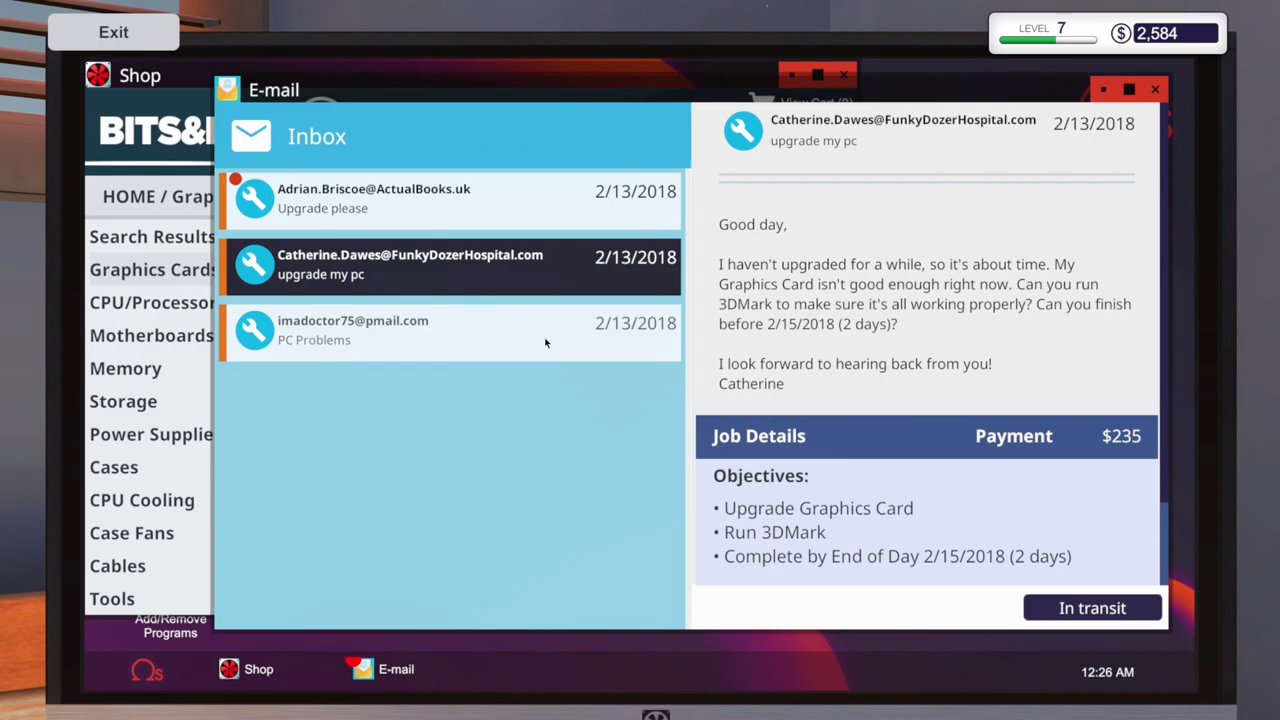 Exit
LEVEL 7
$ 2,584
Shop
E-mail
View Cart (0)
BITS&
Inbox
HOME / Grap
Search Results
Graphics Cards
CPU/Processor
Motherboards
Memory
Storage
Power Supplie
Cases
CPU Cooling
Case Fans
Cables
Tools
Adrian.Briscoe@ActualBooks.uk
2/13/2018
Upgrade please
Catherine.Dawes@FunkyDozerHospital.com
2/13/2018
upgrade my pc
imadoctor75@pmail.com
2/13/2018
PC Problems
Catherine.Dawes@FunkyDozerHospital.com
2/13/2018
upgrade my pc
Good day,
I haven't upgraded for a while, so it's about time. My
Graphics Card isn't good enough right now. Can you run
3DMark to make sure it's all working properly? Can you finish
before 2/15/2018 (2 days)?
I look forward to hearing back from you!
Catherine
Job Details Payment $235
Objectives:
• Upgrade Graphics Card
• Run 3DMark
• Complete by End of Day 2/15/2018 (2 days)
In transit
Add/Remove
Programs
Ωs
Shop
E-mail
12:26 AM